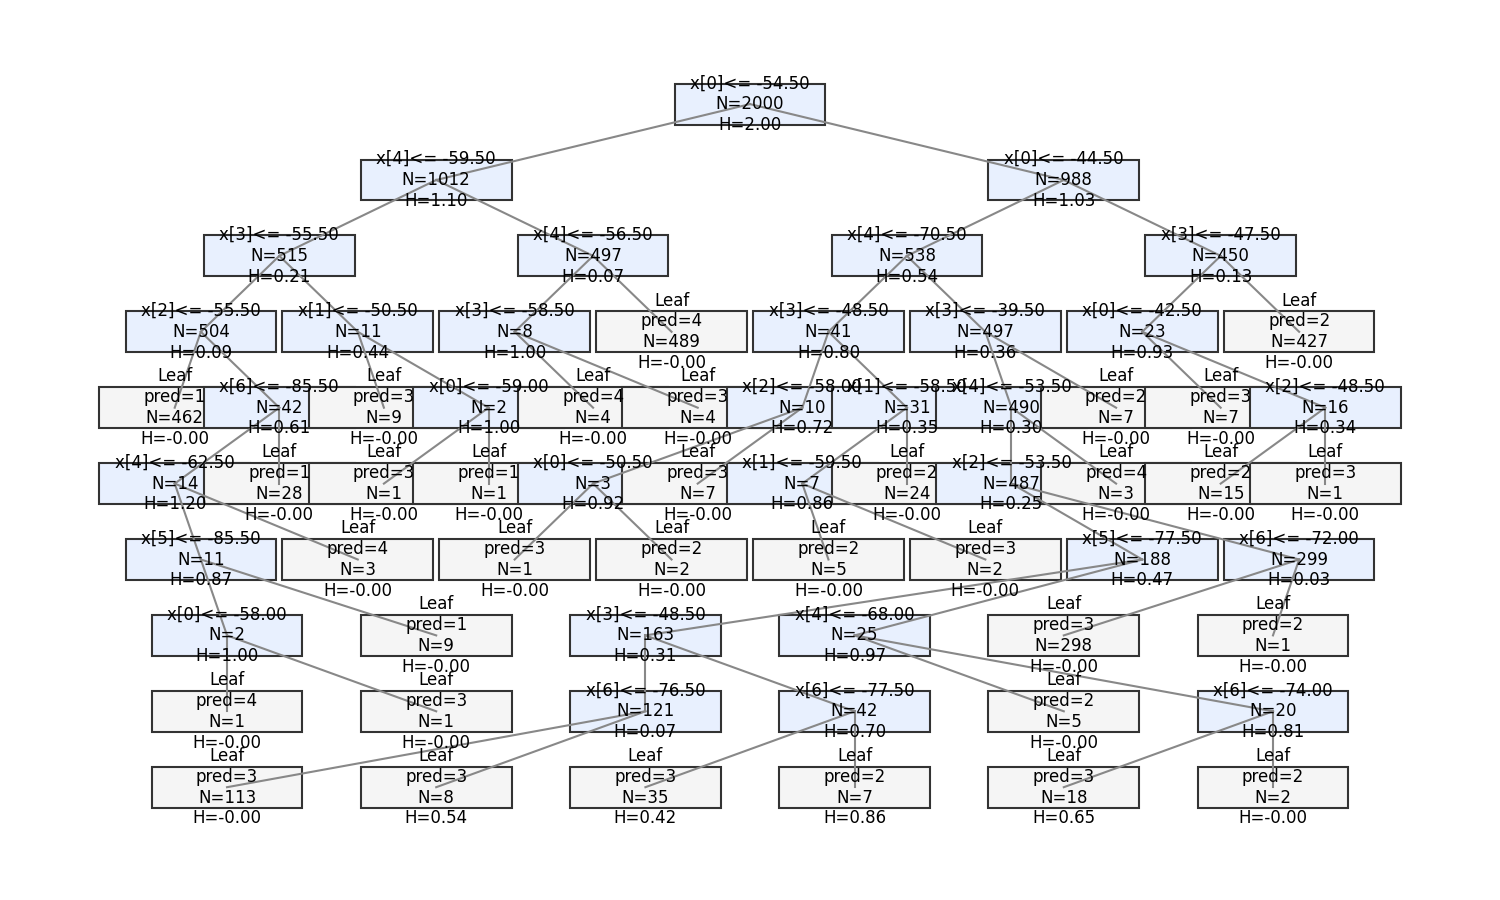 x[0]<= -54.50
N=2000
H=2.00
x[4]<= -59.50
N=1012
H=1.10
x[0]<= -44.50
N=988
H=1.03
x[3]<= -55.50
N=515
H=0.21
x[4]<= -56.50
N=497
H=0.07
x[4]<= -70.50
N=538
H=0.54
x[3]<= -47.50
N=450
H=0.13
x[2]<= -55.50
N=504
H=0.09
x[1]<= -50.50
N=11
H=0.44
x[3]<= -58.50
N=8
H=1.00
Leaf
pred=4
N=489
H=-0.00
x[3]<= -48.50
N=41
H=0.80
x[3]<= -39.50
N=497
H=0.36
x[0]<= -42.50
N=23
H=0.93
Leaf
pred=2
N=427
H=-0.00
Leaf
pred=1
N=462
H=-0.00
x[6]<= -85.50
N=42
H=0.61
Leaf
pred=3
N=9
H=-0.00
x[0]<= -59.00
N=2
H=1.00
Leaf
pred=4
N=4
H=-0.00
Leaf
pred=3
N=4
H=-0.00
x[2]<= -58.00
N=10
H=0.72
x[1]<= -58.50
N=31
H=0.35
x[4]<= -53.50
N=490
H=0.30
Leaf
pred=2
N=7
H=-0.00
Leaf
pred=3
N=7
H=-0.00
x[2]<= -48.50
N=16
H=0.34
x[4]<= -62.50
N=14
H=1.20
Leaf
pred=1
N=28
H=-0.00
Leaf
pred=3
N=1
H=-0.00
Leaf
pred=1
N=1
H=-0.00
x[0]<= -50.50
N=3
H=0.92
Leaf
pred=3
N=7
H=-0.00
x[1]<= -59.50
N=7
H=0.86
Leaf
pred=2
N=24
H=-0.00
x[2]<= -53.50
N=487
H=0.25
Leaf
pred=4
N=3
H=-0.00
Leaf
pred=2
N=15
H=-0.00
Leaf
pred=3
N=1
H=-0.00
x[5]<= -85.50
N=11
H=0.87
Leaf
pred=4
N=3
H=-0.00
Leaf
pred=3
N=1
H=-0.00
Leaf
pred=2
N=2
H=-0.00
Leaf
pred=2
N=5
H=-0.00
Leaf
pred=3
N=2
H=-0.00
x[5]<= -77.50
N=188
H=0.47
x[6]<= -72.00
N=299
H=0.03
x[0]<= -58.00
N=2
H=1.00
Leaf
pred=1
N=9
H=-0.00
x[3]<= -48.50
N=163
H=0.31
x[4]<= -68.00
N=25
H=0.97
Leaf
pred=3
N=298
H=-0.00
Leaf
pred=2
N=1
H=-0.00
Leaf
pred=4
N=1
H=-0.00
Leaf
pred=3
N=1
H=-0.00
x[6]<= -76.50
N=121
H=0.07
x[6]<= -77.50
N=42
H=0.70
Leaf
pred=2
N=5
H=-0.00
x[6]<= -74.00
N=20
H=0.81
Leaf
pred=3
N=113
H=-0.00
Leaf
pred=3
N=8
H=0.54
Leaf
pred=3
N=35
H=0.42
Leaf
pred=2
N=7
H=0.86
Leaf
pred=3
N=18
H=0.65
Leaf
pred=2
N=2
H=-0.00